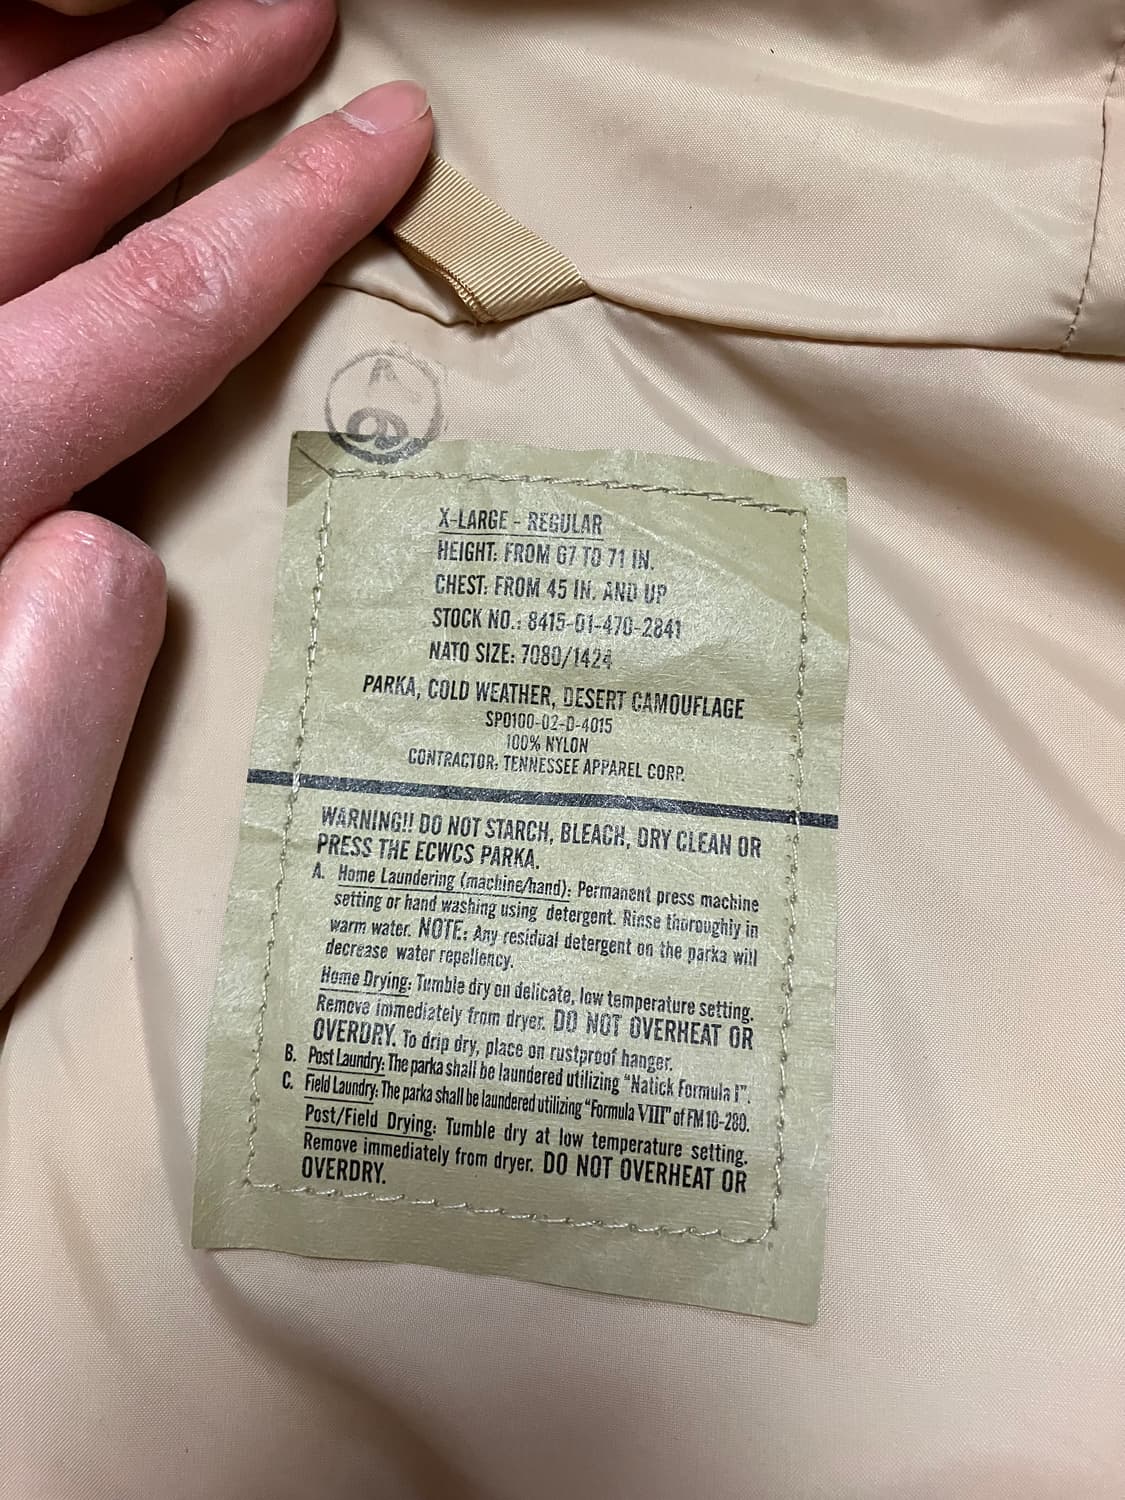 X-LARGE - REGULAR
HEIGHT: FROM 67 TO 71 IN.
CHEST: FROM 45 IN. AND UP
STOCK NO.: 8415-01-470-2841
NATO SIZE: 7080/1424
PARKA, COLD WEATHER, DESERT CAMOUFLAGE
SP0100-02-D-4015
100% NYLON
CONTRACTOR: TENNESSEE APPAREL CORP.
WARNING!! DO NOT STARCH, BLEACH, DRY CLEAN OR
PRESS THE ECWCS PARKA.
A. Home Laundering (machine/hand): Permanent press machine
setting or hand washing using detergent. Rinse thoroughly in
warm water. NOTE: Any residual detergent on the parka will
decrease water repellency.
Home Drying: Tumble dry on delicate, low temperature setting.
Remove immediately from dryer. DO NOT OVERHEAT OR
OVERDRY. To drip dry, place on rustproof hanger.
B. Post Laundry: The parka shall be laundered utilizing "Natick Formula I".
C. Field Laundry: The parka shall be laundered utilizing "Formula VIII" of FM 10-280.
Post/Field Drying: Tumble dry at low temperature setting.
Remove immediately from dryer. DO NOT OVERHEAT OR
OVERDRY.